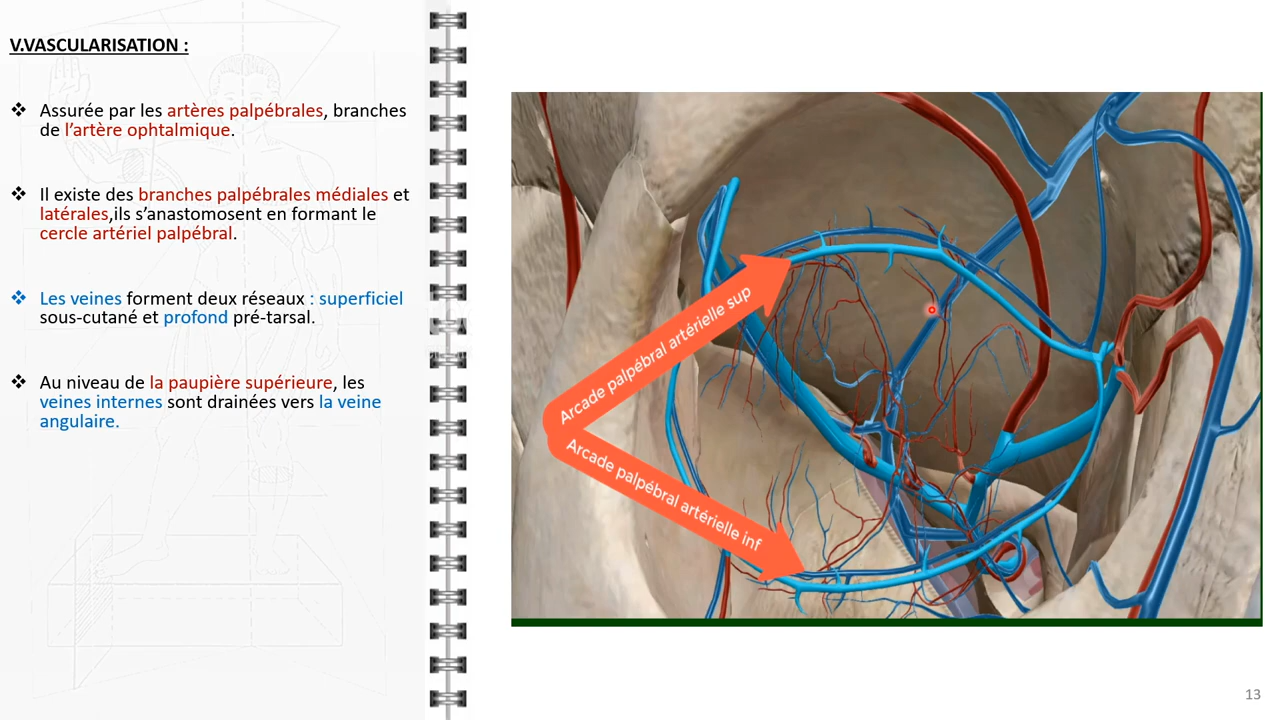 V.VASCULARISATION :
❖ Assurée par les artères palpébrales, branches
de l’artère ophtalmique.
❖ Il existe des branches palpébrales médiales et
latérales,ils s’anastomosent en formant le
cercle artériel palpébral.
❖ Les veines forment deux réseaux : superficiel
sous-cutané et profond pré-tarsal.
❖ Au niveau de la paupière supérieure, les
veines internes sont drainées vers la veine
angulaire.
Arcade palpébral artérielle sup
Arcade palpébral artérielle inf
13